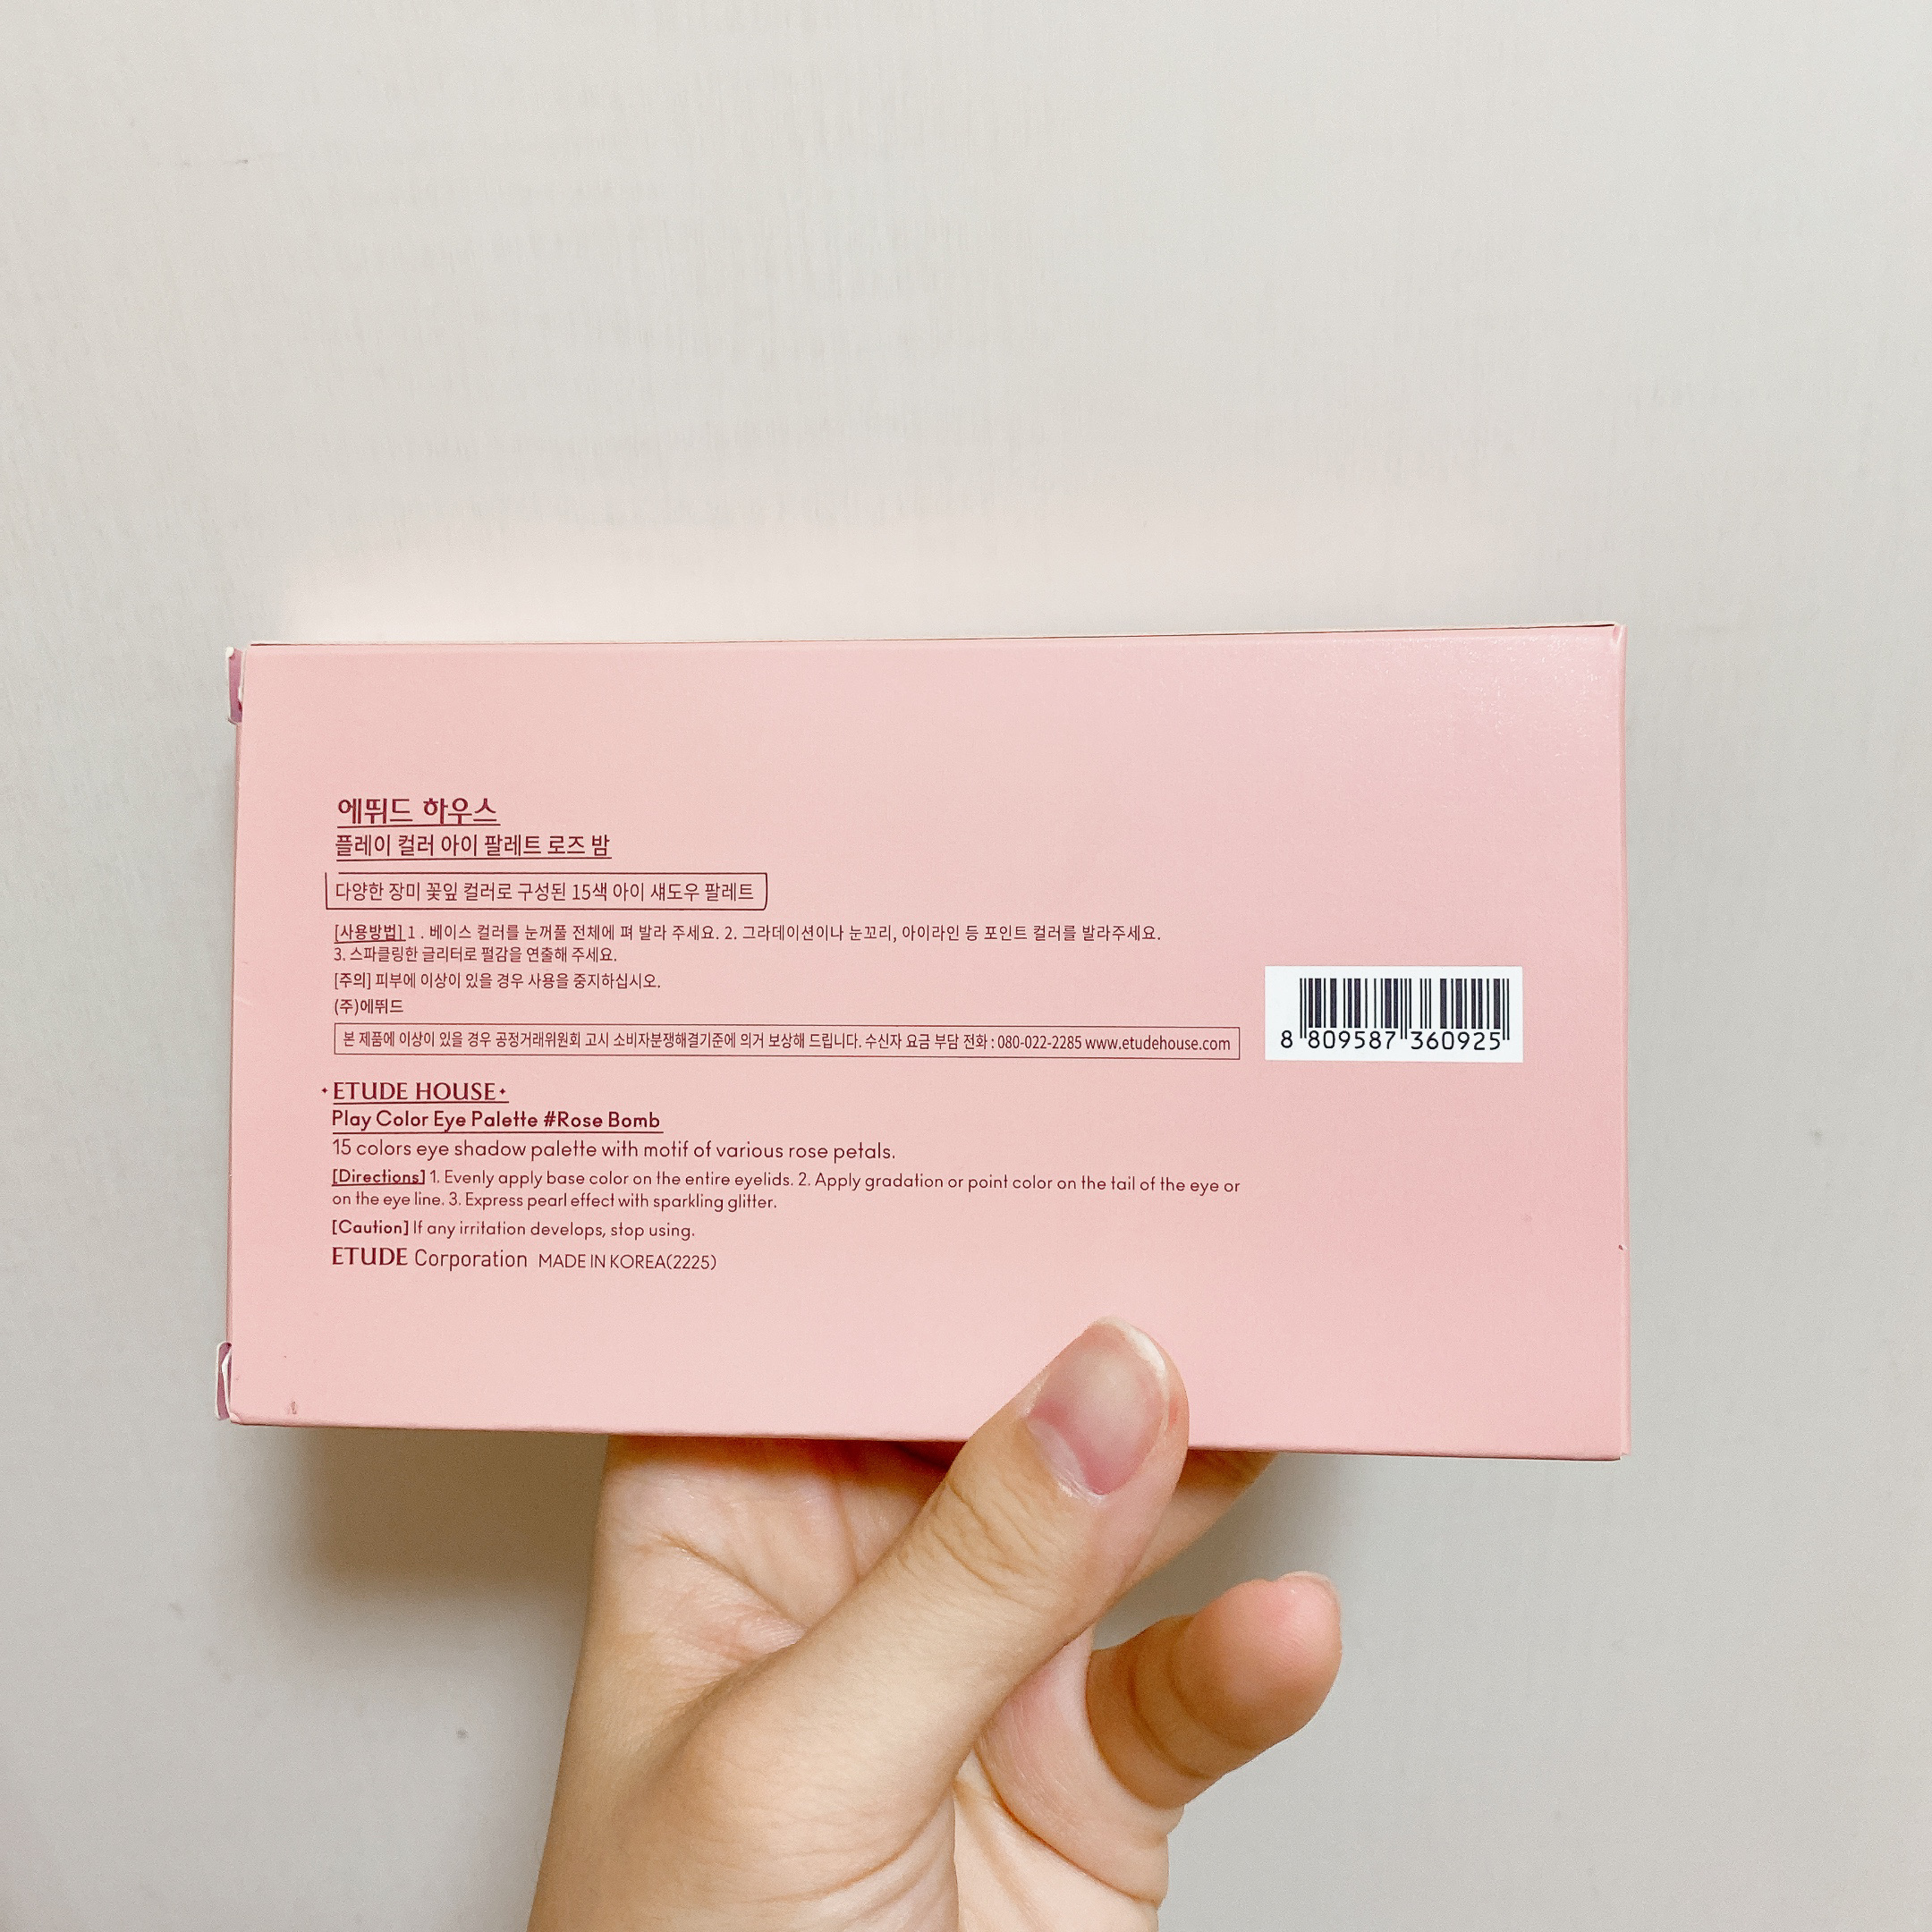 에뛰드 하우스
플레이 컬러 아이 팔레트 로즈 밤
다양한 장미 꽃잎 컬러로 구성된 15색 아이 섀도우 팔레트
[사용방법] 1 . 베이스 컬러를 눈꺼풀 전체에 펴 발라 주세요. 2. 그라데이션이나 눈꼬리, 아이라인 등 포인트 컬러를 발라주세요.
3. 스파클링한 글리터로 펄감을 연출해 주세요.
[주의] 피부에 이상이 있을 경우 사용을 중지하십시오.
(주)에뛰드
본 제품에 이상이 있을 경우 공정거래위원회 고시 소비자분쟁해결기준에 의거 보상해 드립니다. 수신자 요금 부담 전화 : 080-022-2285 www.etudehouse.com
8 809587 360925
ETUDE HOUSE
Play Color Eye Palette #Rose Bomb
15 colors eye shadow palette with motif of various rose petals.
[Directions] 1. Evenly apply base color on the entire eyelids. 2. Apply gradation or point color on the tail of the eye or
on the eye line. 3. Express pearl effect with sparkling glitter.
[Caution] If any irritation develops, stop using.
ETUDE Corporation MADE IN KOREA(2225)